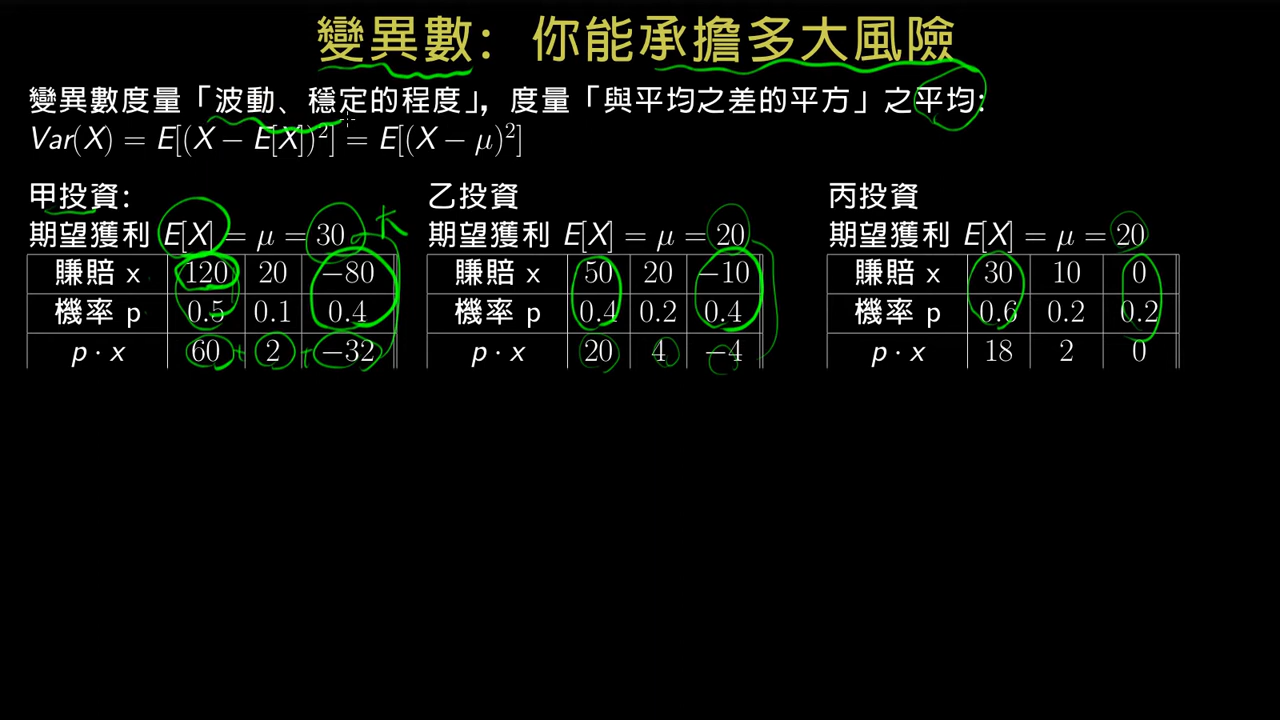 變異數：你能承擔多大風險
變異數度量「波動、穩定的程度」，度量「與平均之差的平方」之平均：
Var(X) = E[(X − E[X])²] = E[(X − μ)²]
甲投資：
期望獲利 E[X] = μ = 30 大
賺賠 x 120 20 −80
機率 p 0.5 0.1 0.4
p · x 60 2 −32
乙投資
期望獲利 E[X] = μ = 20
賺賠 x 50 20 −10
機率 p 0.4 0.2 0.4
p · x 20 4 −4
丙投資
期望獲利 E[X] = μ = 20
賺賠 x 30 10 0
機率 p 0.6 0.2 0.2
p · x 18 2 0